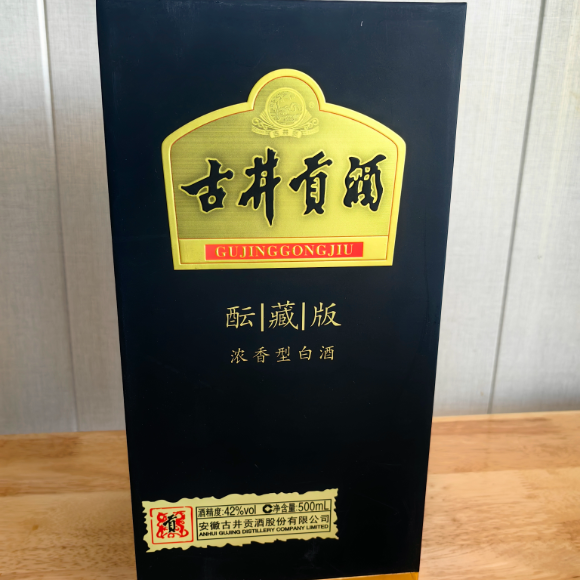 古井贡酒
GUJINGGONGJIU
酝|藏|版
浓香型白酒
贡
酒精度:42%vol 净含量:500mL
安徽古井贡酒股份有限公司
ANHUI GUJING DISTILLERY COMPANY LIMITED